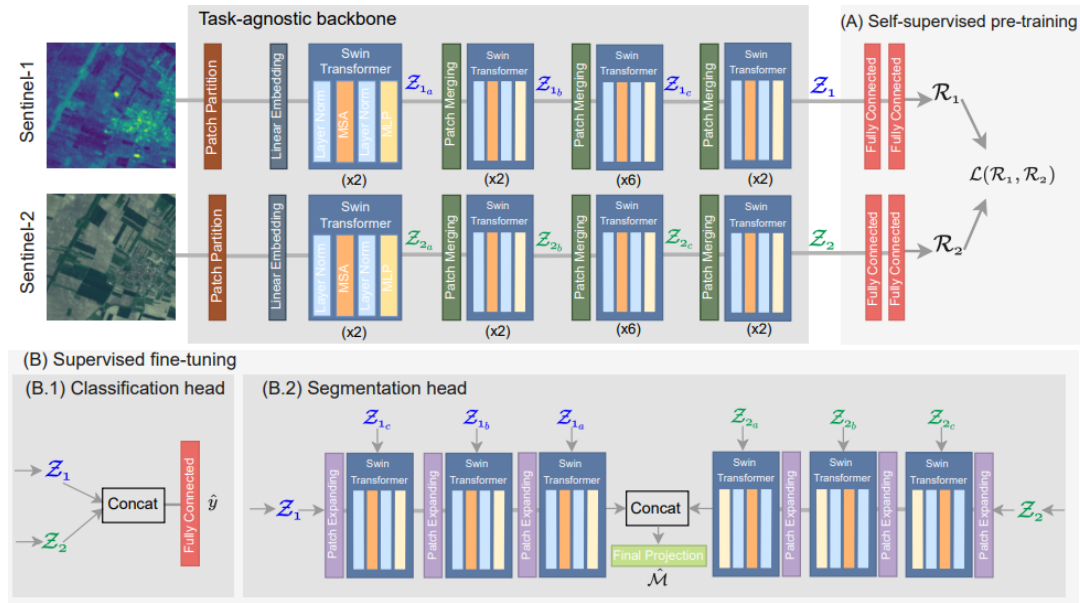 Task-agnostic backbone
(A) Self-supervised pre-training
Sentinel-1
Patch Partition
Linear Embedding
Swin
Transformer
Layer Norm
MSA
Layer Norm
MLP
(x2)
𝒵₁ₐ
Patch Merging
Swin
Transformer
(x2)
𝒵₁b
Patch Merging
Swin
Transformer
(x6)
𝒵₁c
Patch Merging
Swin
Transformer
(x2)
𝒵₁
Fully Connected
Fully Connected
ℛ₁
ℒ(ℛ₁, ℛ₂)
Sentinel-2
Patch Partition
Linear Embedding
Swin
Transformer
Layer Norm
MSA
Layer Norm
MLP
(x2)
𝒵₂ₐ
Patch Merging
Swin
Transformer
(x2)
𝒵₂b
Patch Merging
Swin
Transformer
(x6)
𝒵₂c
Patch Merging
Swin
Transformer
(x2)
𝒵₂
Fully Connected
Fully Connected
ℛ₂
(B) Supervised fine-tuning
(B.1) Classification head
𝒵₁
𝒵₂
Concat
Fully Connected
ŷ
(B.2) Segmentation head
𝒵₁
Patch Expanding
𝒵₁c
Swin
Transformer
Patch Expanding
𝒵₁b
Swin
Transformer
Patch Expanding
𝒵₁ₐ
Swin
Transformer
Concat
Final Projection
ℳ̂
𝒵₂ₐ
Swin
Transformer
Patch Expanding
𝒵₂b
Swin
Transformer
Patch Expanding
𝒵₂c
Swin
Transformer
Patch Expanding
𝒵₂